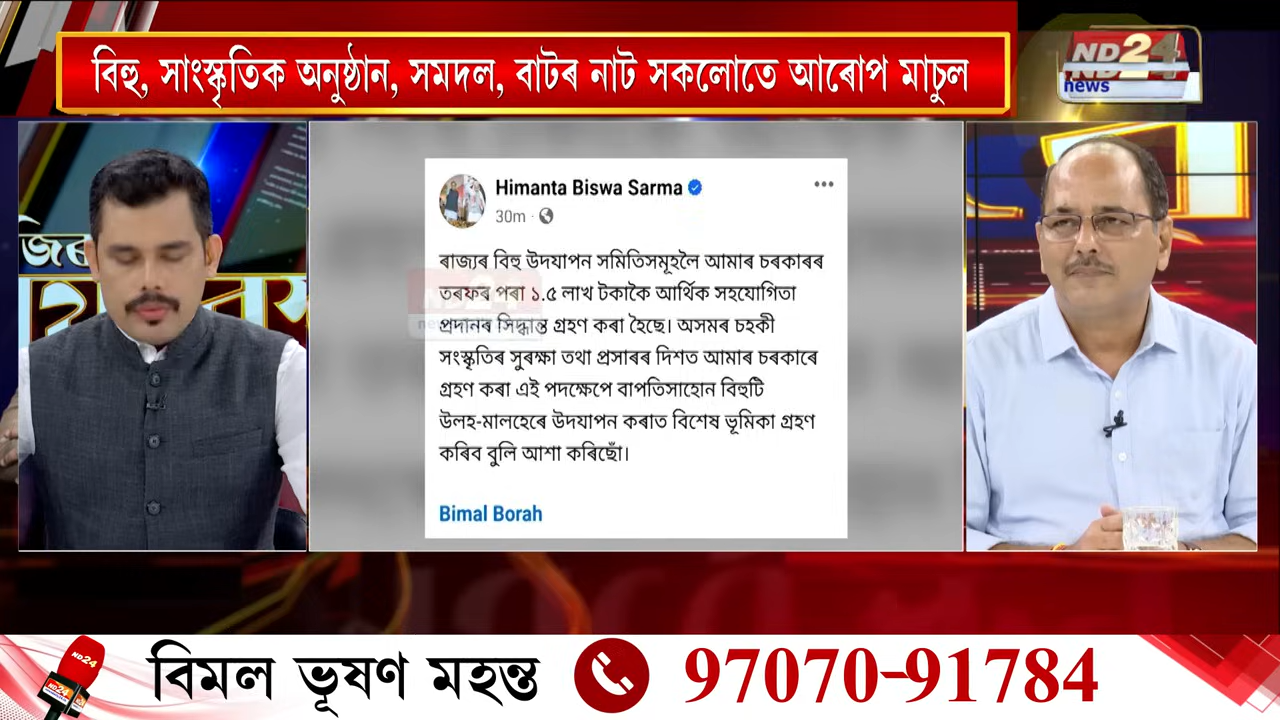 বিহু, সাংস্কৃতিক অনুষ্ঠান, সমদল, বাটৰ নাট সকলোতে আৰোপ মাচুল
ND24
news
Himanta Biswa Sarma
30m
ৰাজ্যৰ বিহু উদযাপন সমিতিসমূহলৈ আমাৰ চৰকাৰৰ
তৰফৰ পৰা ১.৫ লাখ টকাকৈ আৰ্থিক সহযোগিতা
প্ৰদানৰ সিদ্ধান্ত গ্ৰহণ কৰা হৈছে। অসমৰ চহকী
সংস্কৃতিৰ সুৰক্ষা তথা প্ৰসাৰৰ দিশত আমাৰ চৰকাৰে
গ্ৰহণ কৰা এই পদক্ষেপে বাপতিসাহোন বিহুটি
উলহ-মালহেৰে উদযাপন কৰাত বিশেষ ভূমিকা গ্ৰহণ
কৰিব বুলি আশা কৰিছোঁ।
Bimal Borah
ND24
ND24
বিমল ভূষণ মহন্ত
97070-91784